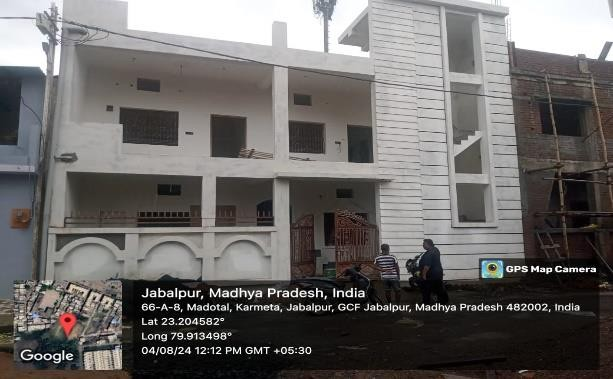 GPS Map Camera
Jabalpur, Madhya Pradesh, India
66-A-8, Madotal, Karmeta, Jabalpur, GCF Jabalpur, Madhya Pradesh 482002, India
Lat 23.204582°
Long 79.913498°
04/08/24 12:12 PM GMT +05:30
Google